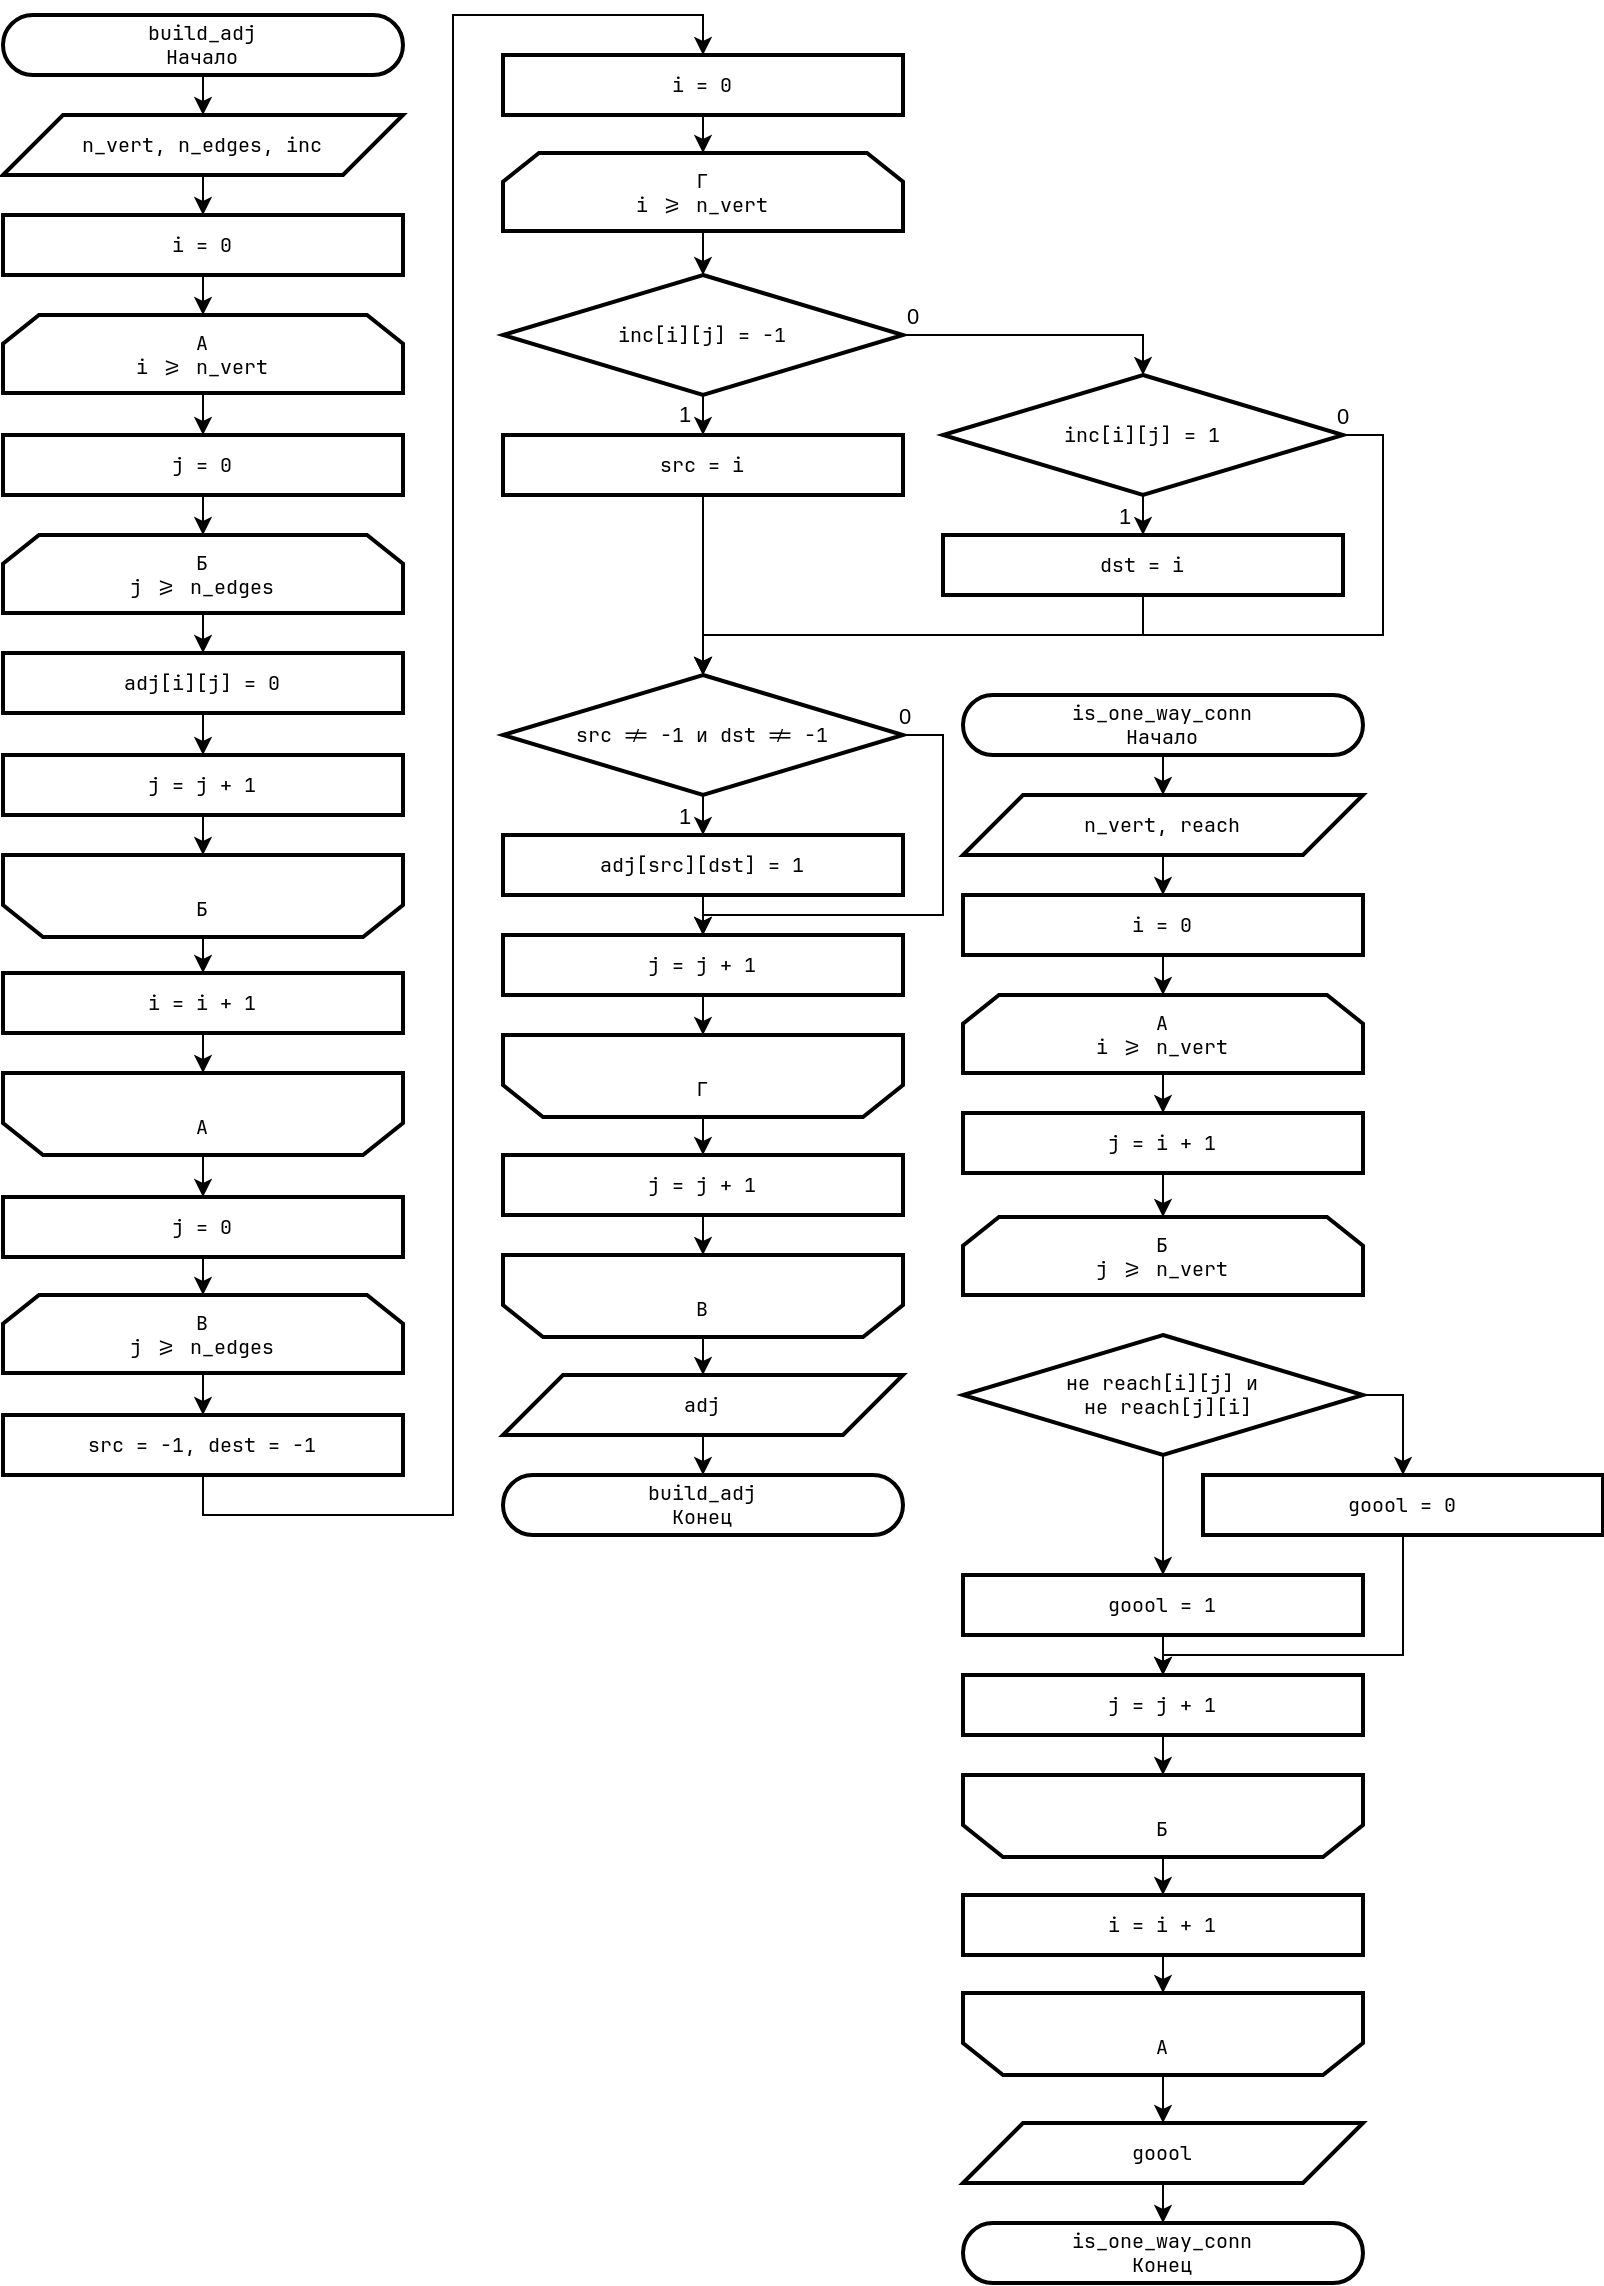 build_adj
Начало
n_vert, n_edges, inc
i = 0
А
i ⩾ n_vert
j = 0
Б
j ⩾ n_edges
adj[i][j] = 0
j = j + 1
Б
i = i + 1
А
j = 0
В
j ⩾ n_edges
src = -1, dest = -1
i = 0
Г
i ⩾ n_vert
inc[i][j] = -1
0
1
src = i
inc[i][j] = 1
0
1
dst = i
src ≠ -1 и dst ≠ -1
0
1
adj[src][dst] = 1
j = j + 1
Г
j = j + 1
В
adj
build_adj
Конец
is_one_way_conn
Начало
n_vert, reach
i = 0
А
i ⩾ n_vert
j = i + 1
Б
j ⩾ n_vert
не reach[i][j] и
не reach[j][i]
goool = 0
goool = 1
j = j + 1
Б
i = i + 1
А
goool
is_one_way_conn
Конец